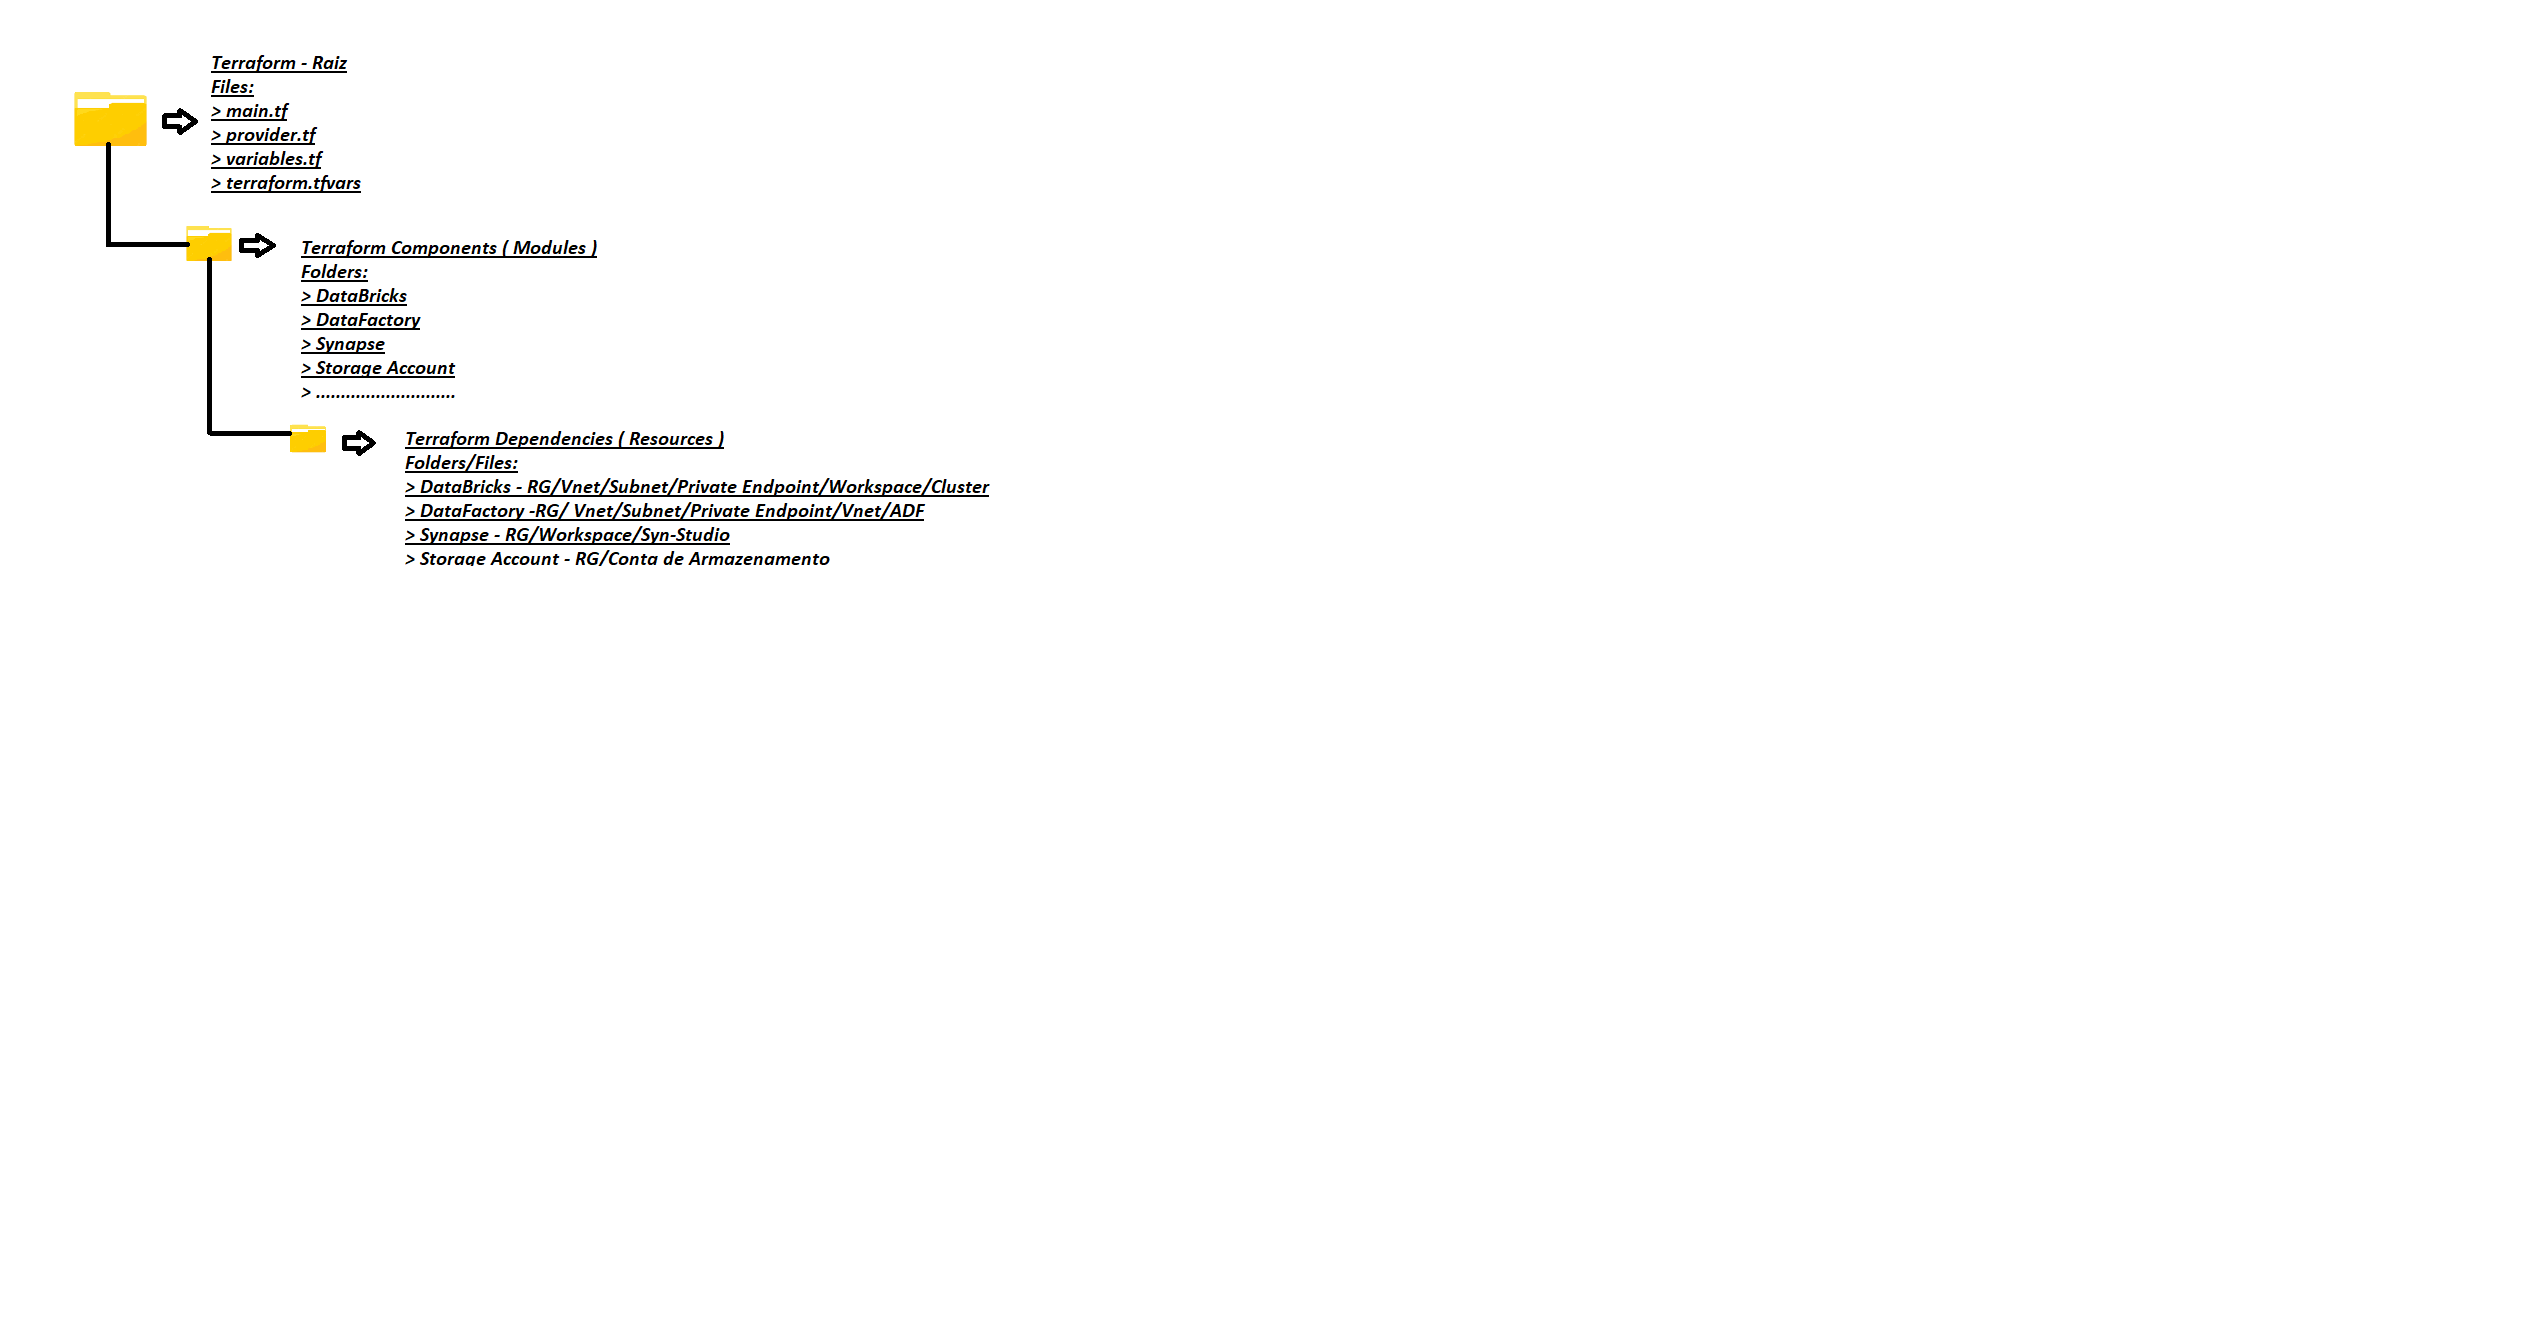 Terraform - Raiz
Files:
> main.tf
> provider.tf
> variables.tf
> terraform.tfvars
Terraform Components ( Modules )
Folders:
> DataBricks
> DataFactory
> Synapse
> Storage Account
> ............................
Terraform Dependencies ( Resources )
Folders/Files:
> DataBricks - RG/Vnet/Subnet/Private Endpoint/Workspace/Cluster
> DataFactory -RG/ Vnet/Subnet/Private Endpoint/Vnet/ADF
> Synapse - RG/Workspace/Syn-Studio
> Storage Account - RG/Conta de Armazenamento